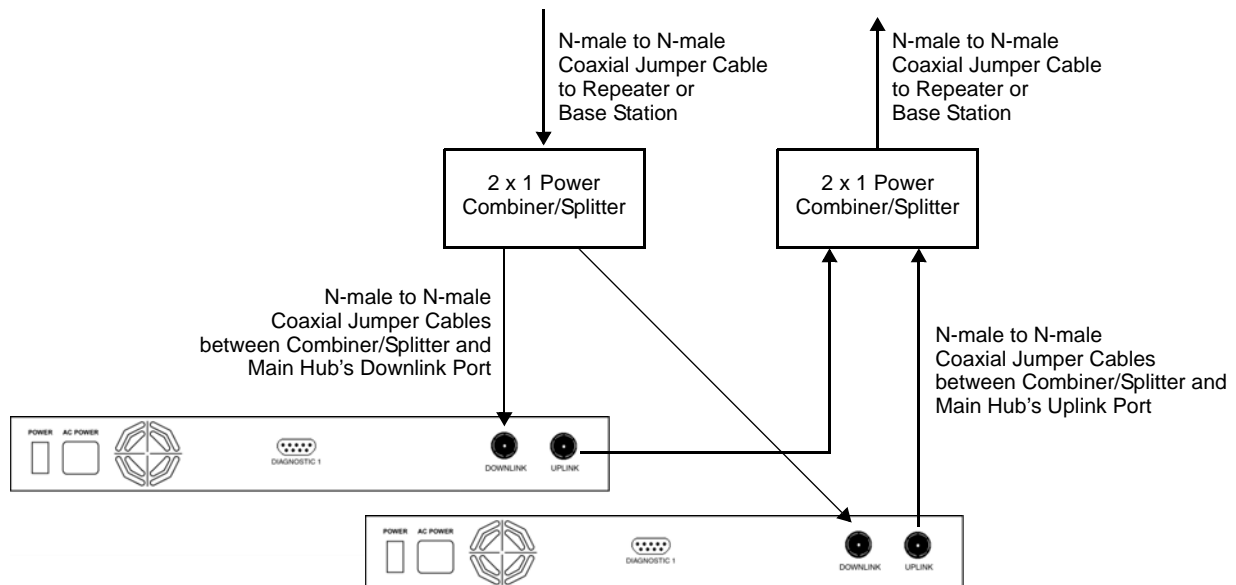 N-male to N-male
Coaxial Jumper Cable
to Repeater or
Base Station
N-male to N-male
Coaxial Jumper Cable
to Repeater or
Base Station
2 x 1 Power
Combiner/Splitter
2 x 1 Power
Combiner/Splitter
N-male to N-male
Coaxial Jumper Cables
between Combiner/Splitter and
Main Hub's Downlink Port
N-male to N-male
Coaxial Jumper Cables
between Combiner/Splitter and
Main Hub's Uplink Port
POWER
AC POWER
DIAGNOSTIC 1
DOWNLINK
UPLINK
POWER
AC POWER
DIAGNOSTIC 1
DOWNLINK
UPLINK